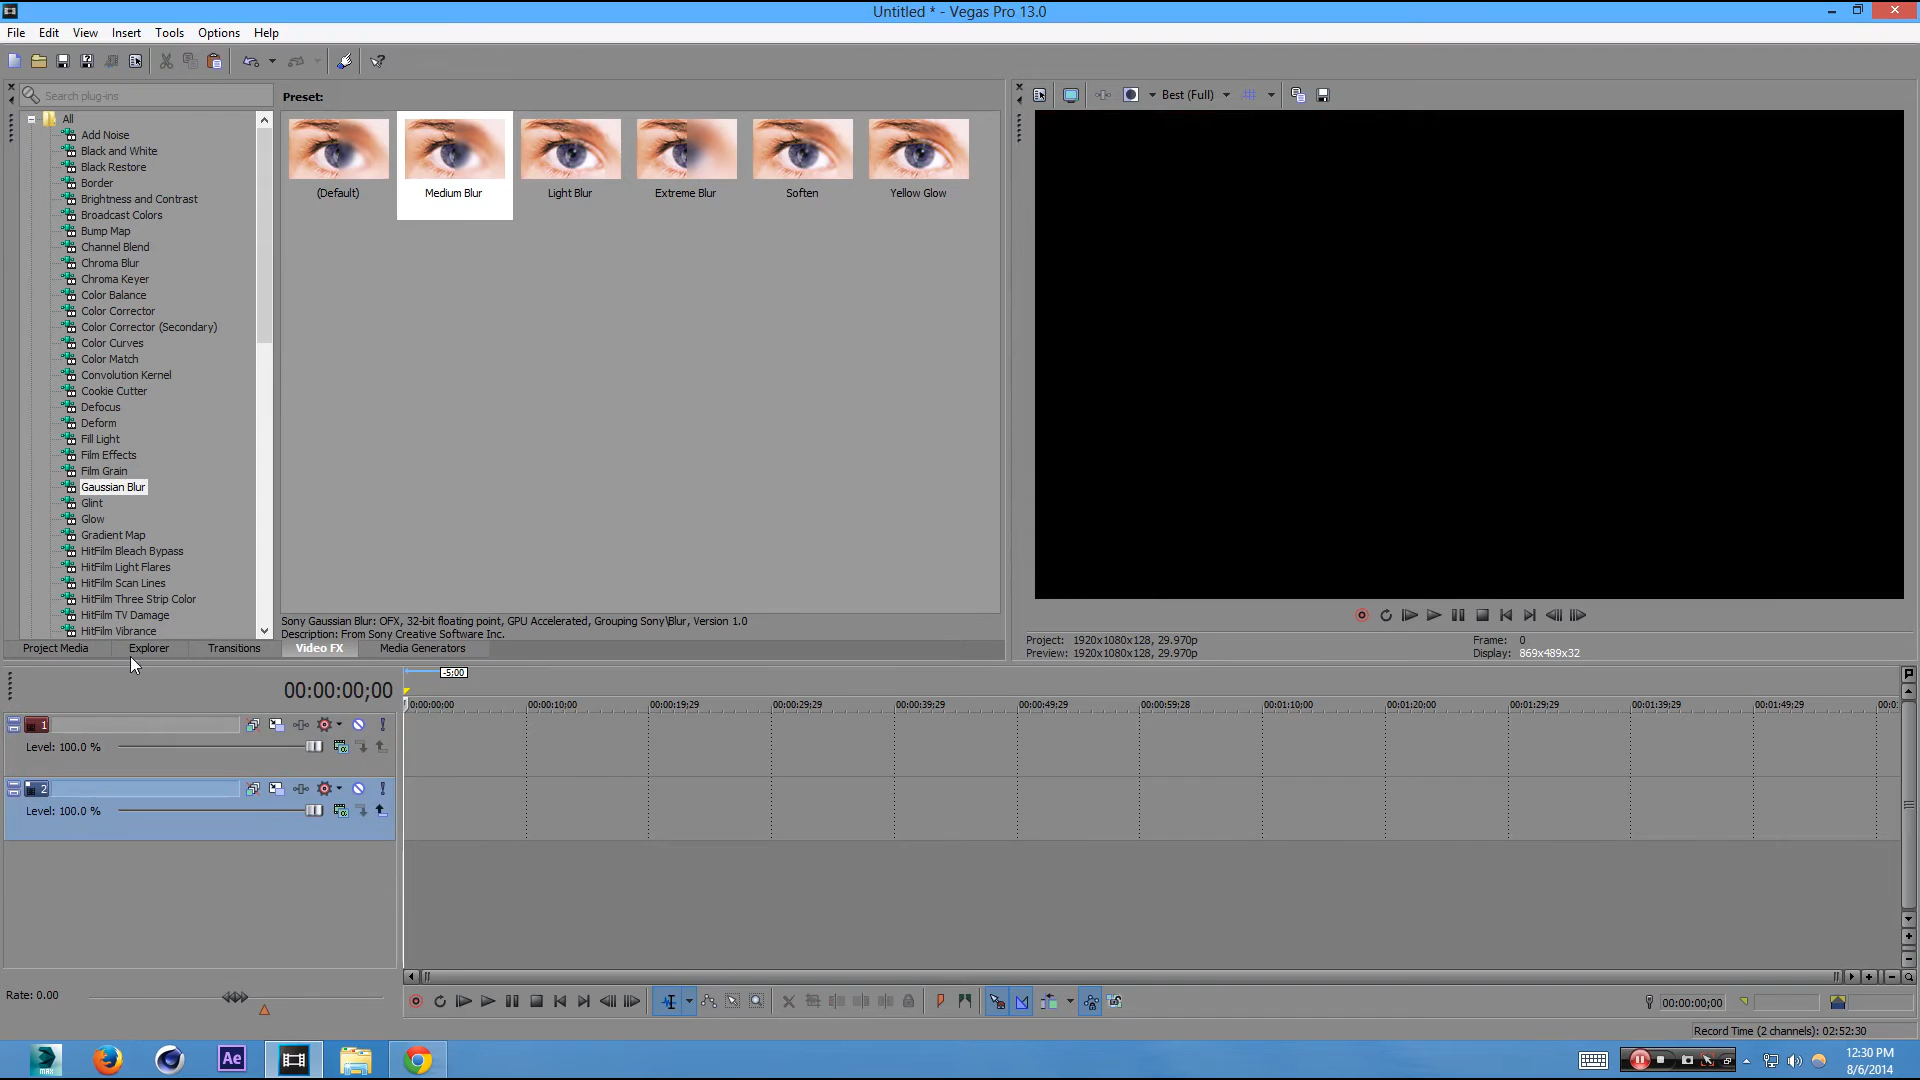 Untitled * - Vegas Pro 13.0
File Edit View Insert Tools Options Help
Search plug-ins
Preset:
Best (Full)
All
Add Noise
Black and White
Black Restore
Border
Brightness and Contrast
Broadcast Colors
Bump Map
Channel Blend
Chroma Blur
Chroma Keyer
Color Balance
Color Corrector
Color Corrector (Secondary)
Color Curves
Color Match
Convolution Kernel
Cookie Cutter
Defocus
Deform
Fill Light
Film Effects
Film Grain
Gaussian Blur
Glint
Glow
Gradient Map
HitFilm Bleach Bypass
HitFilm Light Flares
HitFilm Scan Lines
HitFilm Three Strip Color
HitFilm TV Damage
HitFilm Vibrance
(Default) Medium Blur Light Blur Extreme Blur Soften Yellow Glow
Sony Gaussian Blur: OFX, 32-bit floating point, GPU Accelerated, Grouping Sony\Blur, Version 1.0
Description: From Sony Creative Software Inc.
Project Media Explorer Transitions Video FX Media Generators
Project: 1920x1080x128, 29.970p
Preview: 1920x1080x128, 29.970p
Frame: 0
Display: 869x489x32
-5:00
00:00:00;00
0:00:00:00 00:00:10;00 00:00:19;29 00:00:29;29 00:00:39;29 00:00:49;29 00:00:59;28 00:01:10;00 00:01:20;00 00:01:29;29 00:01:39;29 00:01:49;29
1
Level: 100.0 %
2
Level: 100.0 %
Rate: 0.00
00:00:00;00
Record Time (2 channels): 02:52:30
MAX
Ae
12:30 PM
8/6/2014